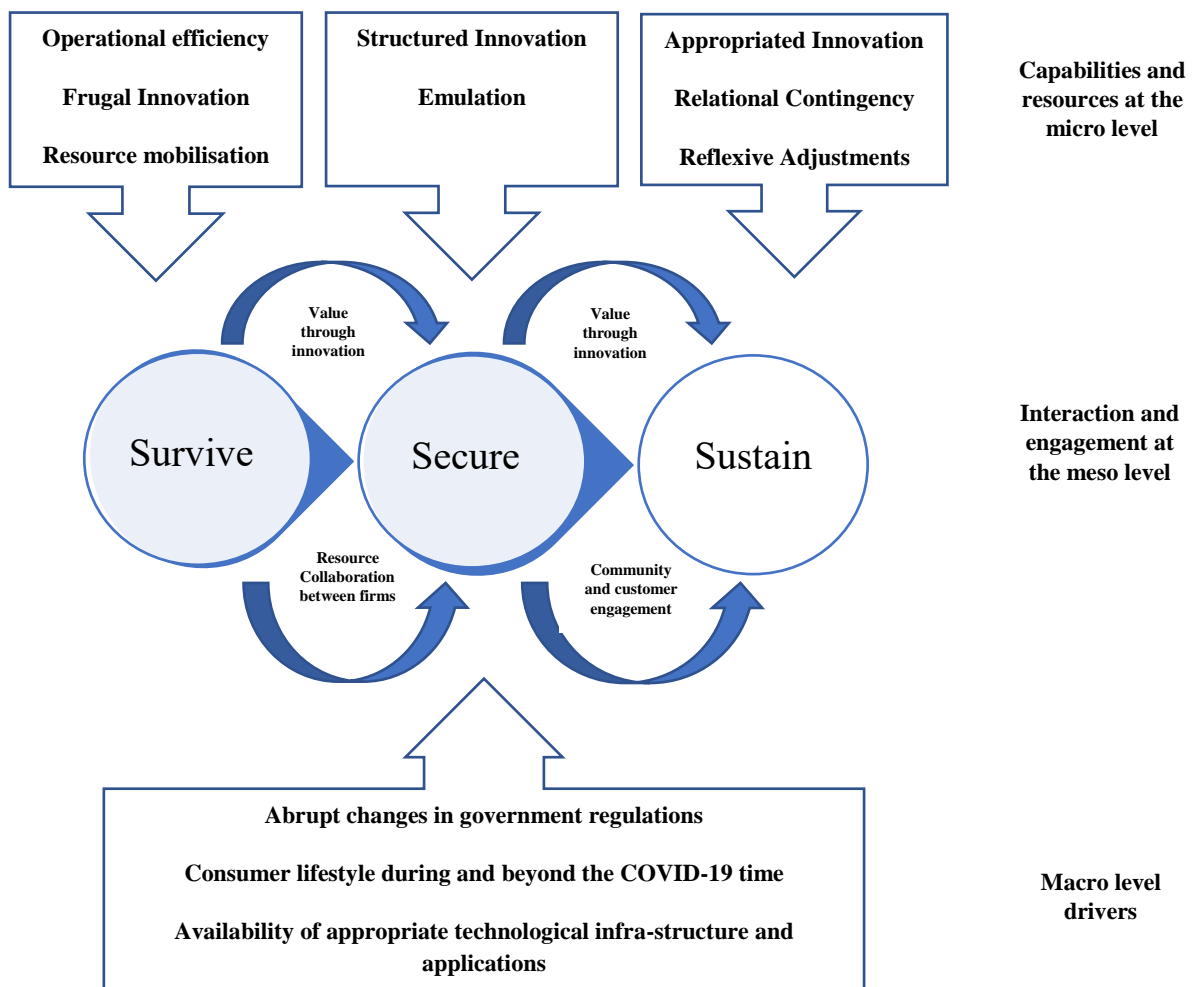 Operational efficiency
Frugal Innovation
Resource mobilisation
Structured Innovation
Emulation
Appropriated Innovation
Relational Contingency
Reflexive Adjustments
Capabilities and
resources at the
micro level
Value
through
innovation
Value
through
innovation
Survive
Secure
Sustain
Interaction and
engagement at
the meso level
Resource
Collaboration
between firms
Community
and customer
engagement
Abrupt changes in government regulations
Consumer lifestyle during and beyond the COVID-19 time
Availability of appropriate technological infra-structure and
applications
Macro level
drivers